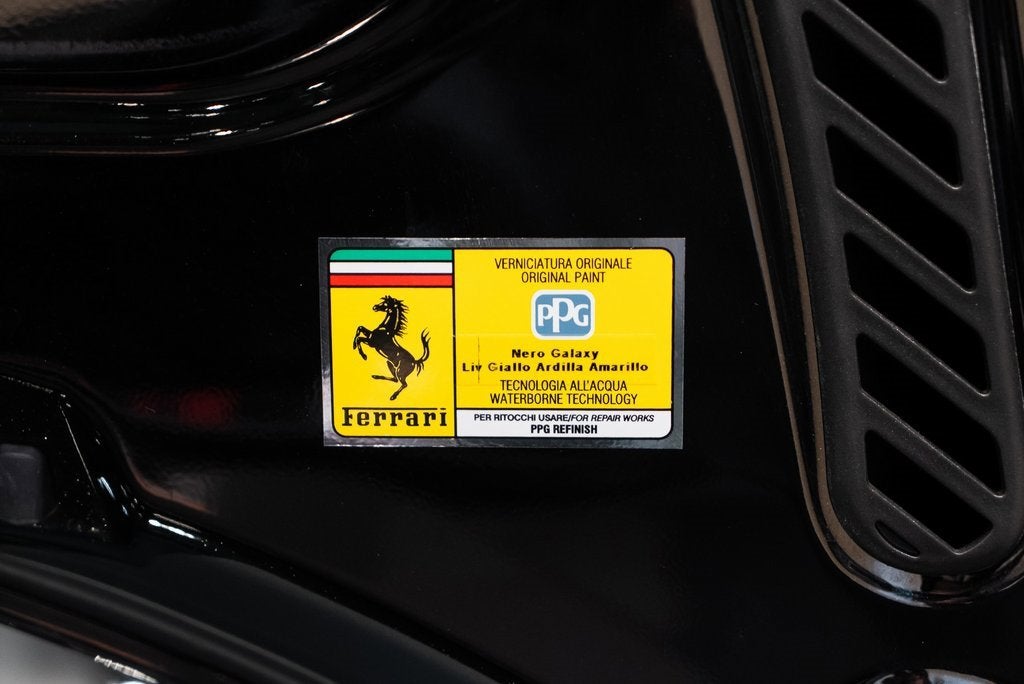 VERNICIATURA ORIGINALE
ORIGINAL PAINT
PPG
Nero Galaxy
Liv Giallo Ardilla Amarillo
TECNOLOGIA ALL'ACQUA
WATERBORNE TECHNOLOGY
Ferrari
PER RITOCCHI USARE/FOR REPAIR WORKS
PPG REFINISH